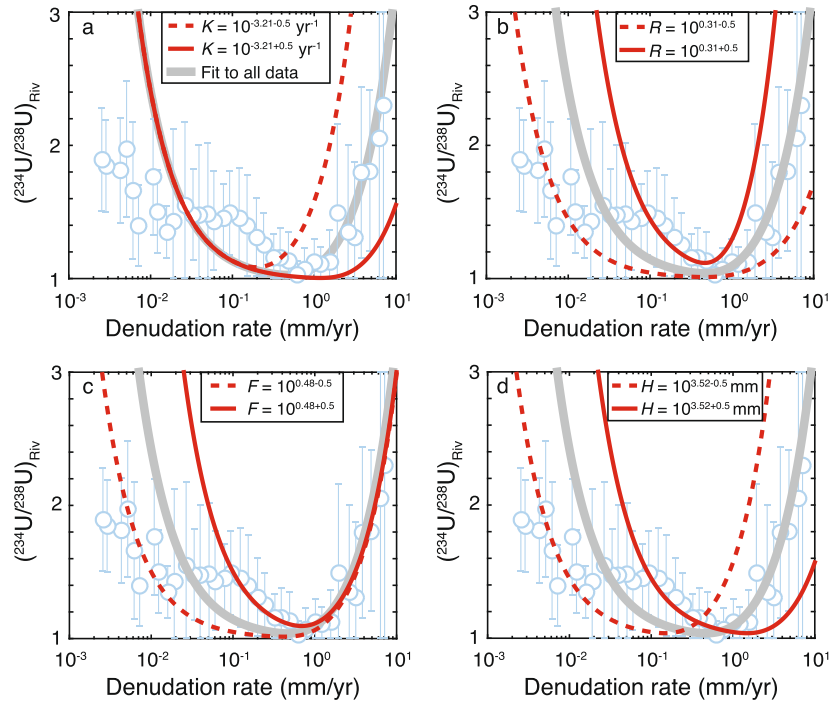 a
K = 10^-3.21-0.5 yr^-1
K = 10^-3.21+0.5 yr^-1
Fit to all data
3
2
1
(^234U/^238U)_Riv
10^-3 10^-2 10^-1 10^0 10^1
Denudation rate (mm/yr)
b
R = 10^0.31-0.5
R = 10^0.31+0.5
3
2
1
(^234U/^238U)_Riv
10^-3 10^-2 10^-1 10^0 10^1
Denudation rate (mm/yr)
c
F = 10^0.48-0.5
F = 10^0.48+0.5
3
2
1
(^234U/^238U)_Riv
10^-3 10^-2 10^-1 10^0 10^1
Denudation rate (mm/yr)
d
H = 10^3.52-0.5 mm
H = 10^3.52+0.5 mm
3
2
1
(^234U/^238U)_Riv
10^-3 10^-2 10^-1 10^0 10^1
Denudation rate (mm/yr)